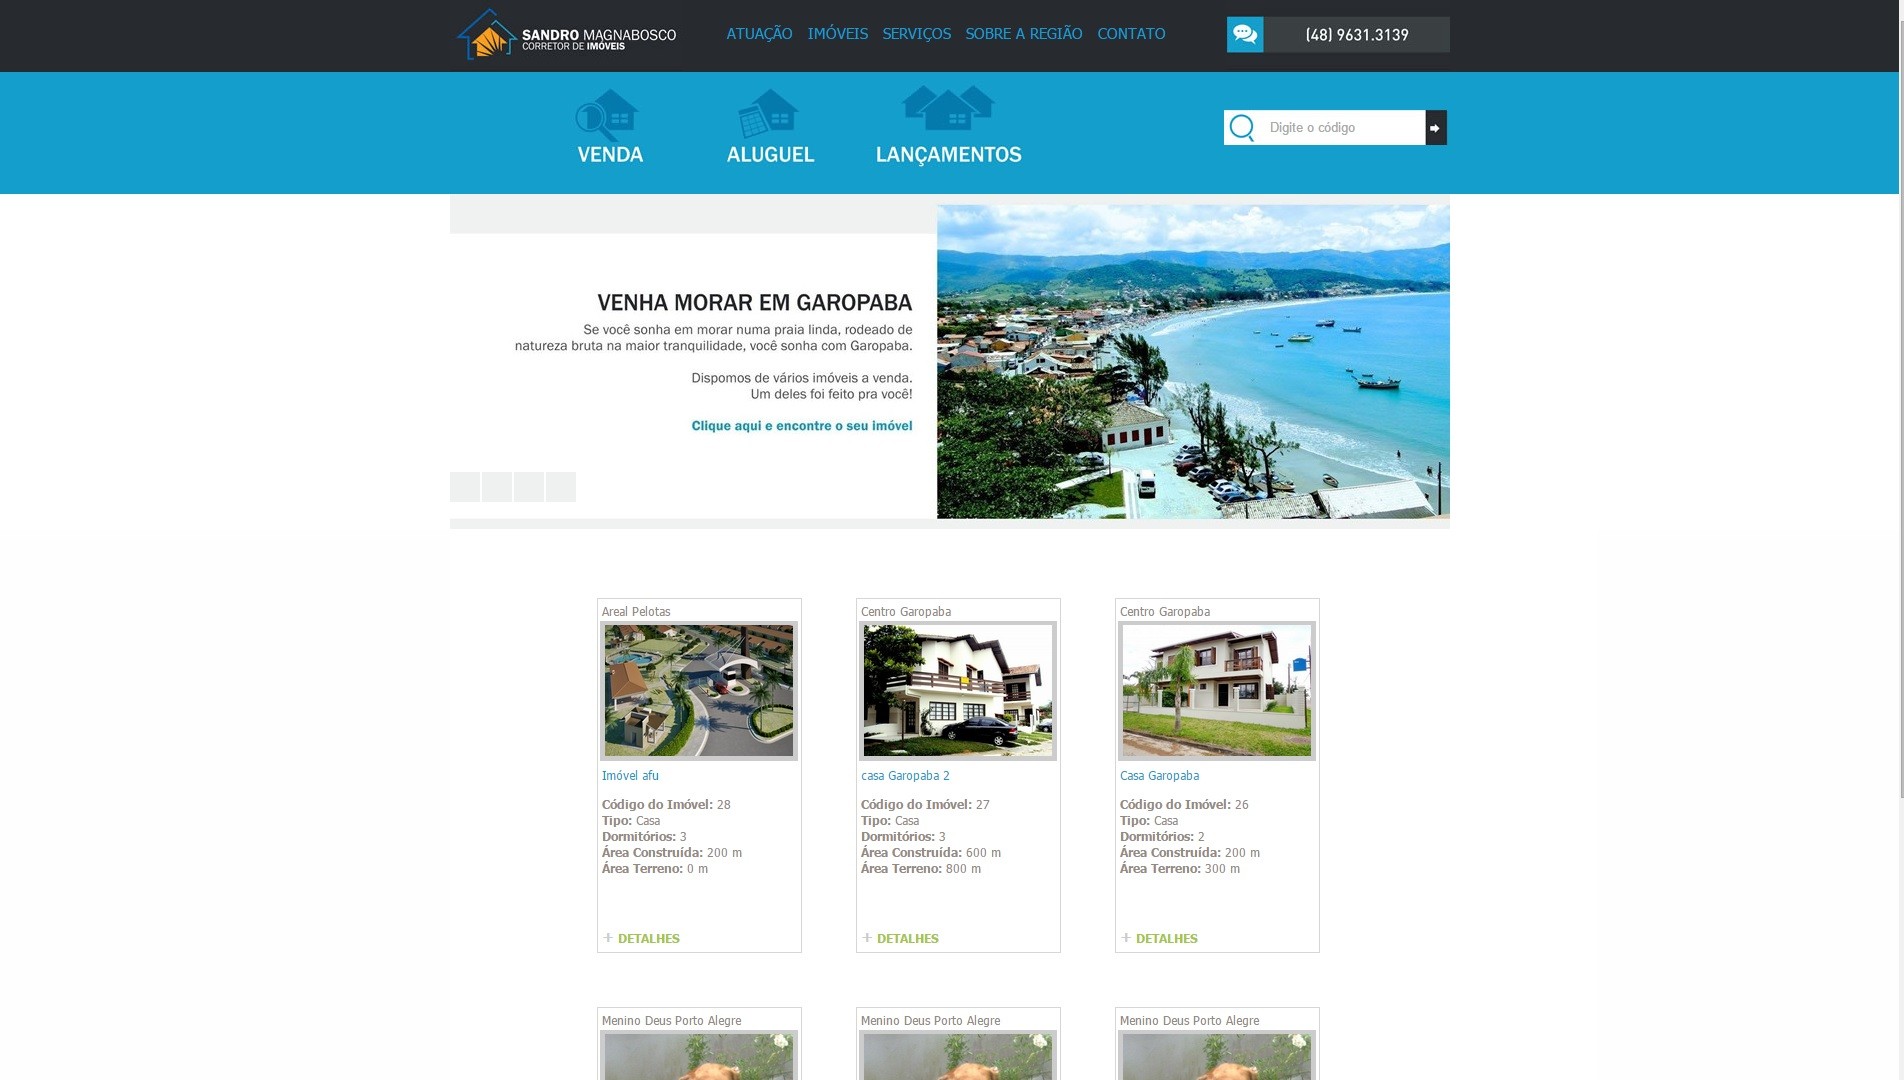 SANDRO MAGNABOSCO
CORRETOR DE IMÓVEIS
ATUAÇÃO IMÓVEIS SERVIÇOS SOBRE A REGIÃO CONTATO
(48) 9631.3139
VENDA
ALUGUEL
LANÇAMENTOS
Digite o código
VENHA MORAR EM GAROPABA
Se você sonha em morar numa praia linda, rodeado de
natureza bruta na maior tranquilidade, você sonha com Garopaba.
Dispomos de vários imóveis a venda.
Um deles foi feito pra você!
Clique aqui e encontre o seu imóvel
Areal Pelotas
Imóvel afu
Código do Imóvel: 28
Tipo: Casa
Dormitórios: 3
Área Construída: 200 m
Área Terreno: 0 m
DETALHES
Centro Garopaba
casa Garopaba 2
Código do Imóvel: 27
Tipo: Casa
Dormitórios: 3
Área Construída: 600 m
Área Terreno: 800 m
DETALHES
Centro Garopaba
Casa Garopaba
Código do Imóvel: 26
Tipo: Casa
Dormitórios: 2
Área Construída: 200 m
Área Terreno: 300 m
DETALHES
Menino Deus Porto Alegre
Menino Deus Porto Alegre
Menino Deus Porto Alegre